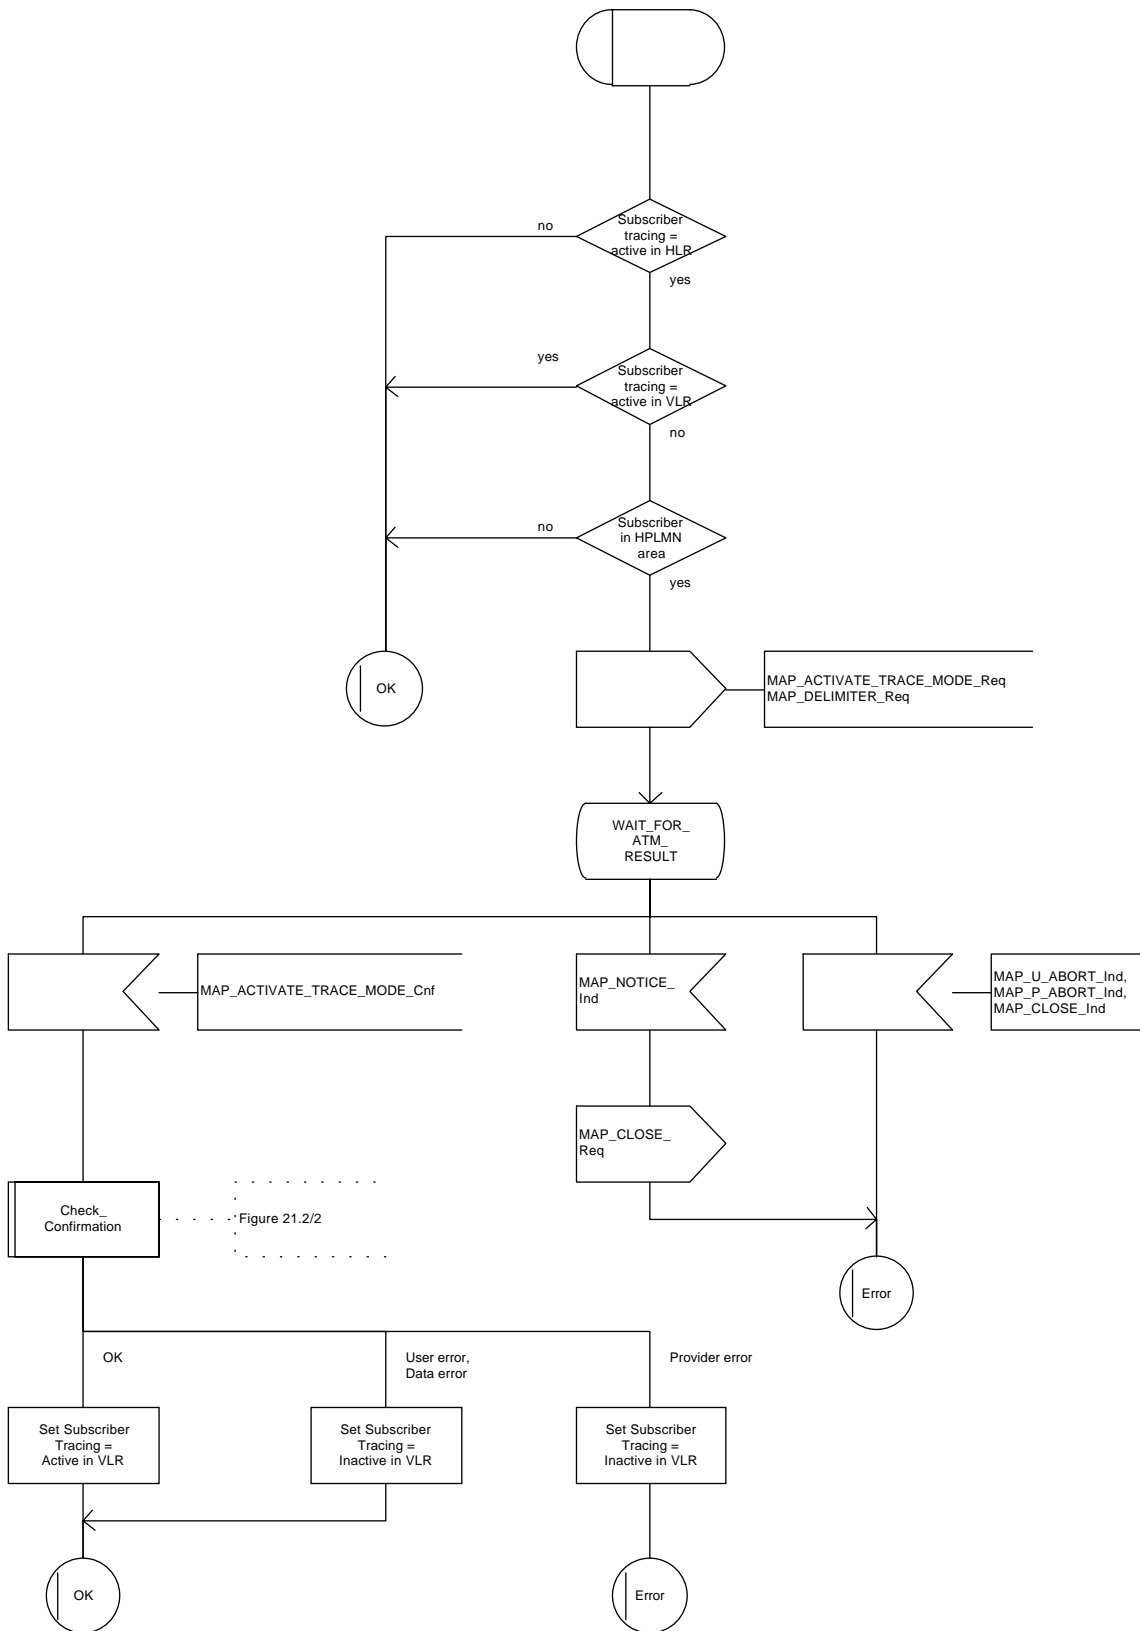 Subscriber
tracing =
active in HLR
no
yes
Subscriber
tracing =
active in VLR
yes
no
Subscriber
in HPLMN
area
no
yes
OK
MAP_ACTIVATE_TRACE_MODE_Req
MAP_DELIMITER_Req
WAIT_FOR_
ATM_
RESULT
MAP_ACTIVATE_TRACE_MODE_Cnf
MAP_NOTICE_
Ind
MAP_U_ABORT_Ind,
MAP_P_ABORT_Ind,
MAP_CLOSE_Ind
MAP_CLOSE_
Req
Check_
Confirmation
Figure 21.2/2
Error
OK
User error,
Data error
Provider error
Set Subscriber
Tracing =
Active in VLR
Set Subscriber
Tracing =
Inactive in VLR
Set Subscriber
Tracing =
Inactive in VLR
OK
Error